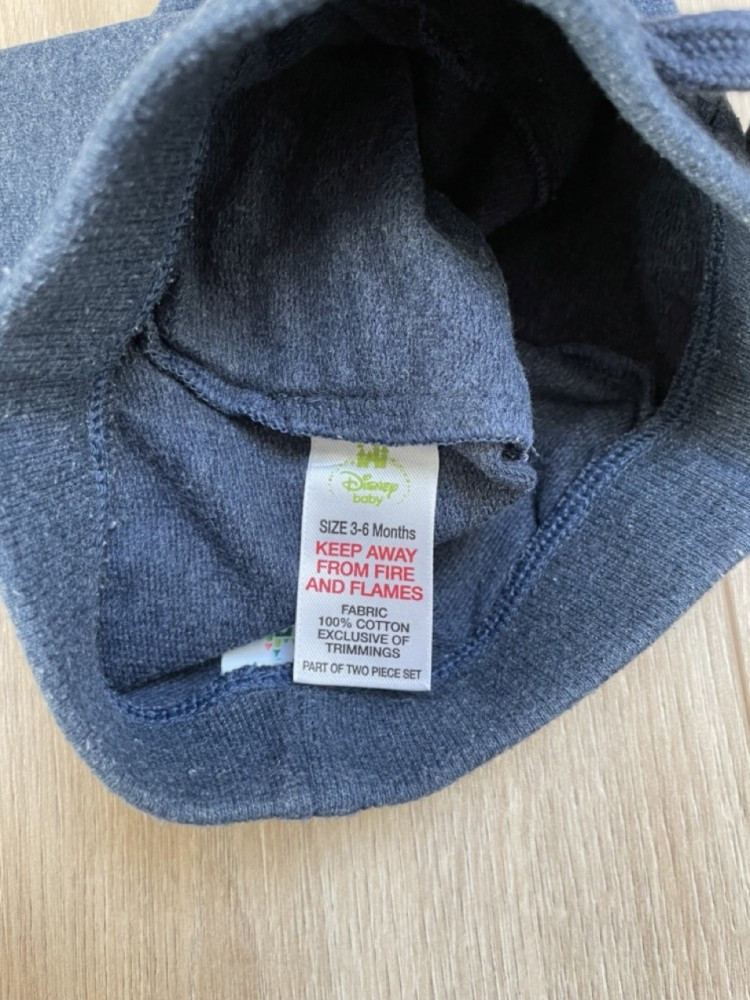 Disney
baby
SIZE 3-6 Months
KEEP AWAY
FROM FIRE
AND FLAMES
FABRIC
100% COTTON
EXCLUSIVE OF
TRIMMINGS
PART OF TWO PIECE SET